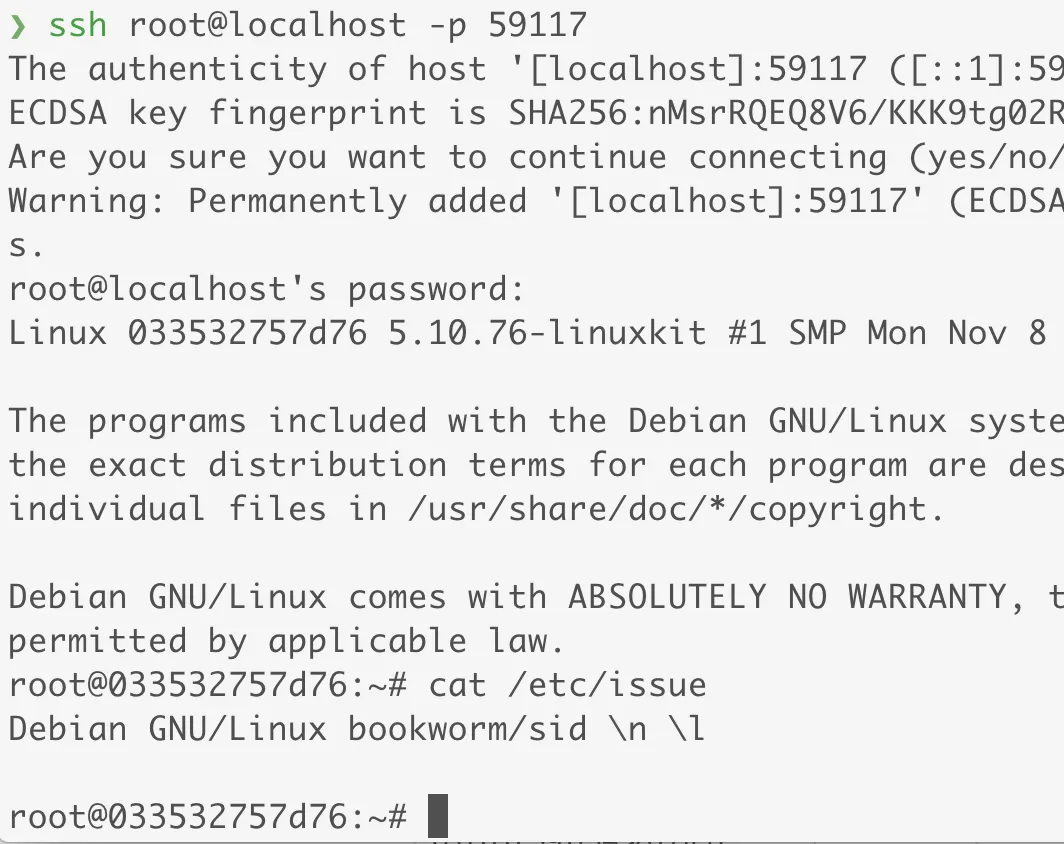 ❯ ssh root@localhost -p 59117
The authenticity of host '[localhost]:59117 ([::1]:59
ECDSA key fingerprint is SHA256:nMsrRQEQ8V6/KKK9tg02R
Are you sure you want to continue connecting (yes/no/
Warning: Permanently added '[localhost]:59117' (ECDSA
s.
root@localhost's password:
Linux 033532757d76 5.10.76-linuxkit #1 SMP Mon Nov 8
The programs included with the Debian GNU/Linux syste
the exact distribution terms for each program are des
individual files in /usr/share/doc/*/copyright.
Debian GNU/Linux comes with ABSOLUTELY NO WARRANTY, t
permitted by applicable law.
root@033532757d76:~# cat /etc/issue
Debian GNU/Linux bookworm/sid \n \l
root@033532757d76:~#